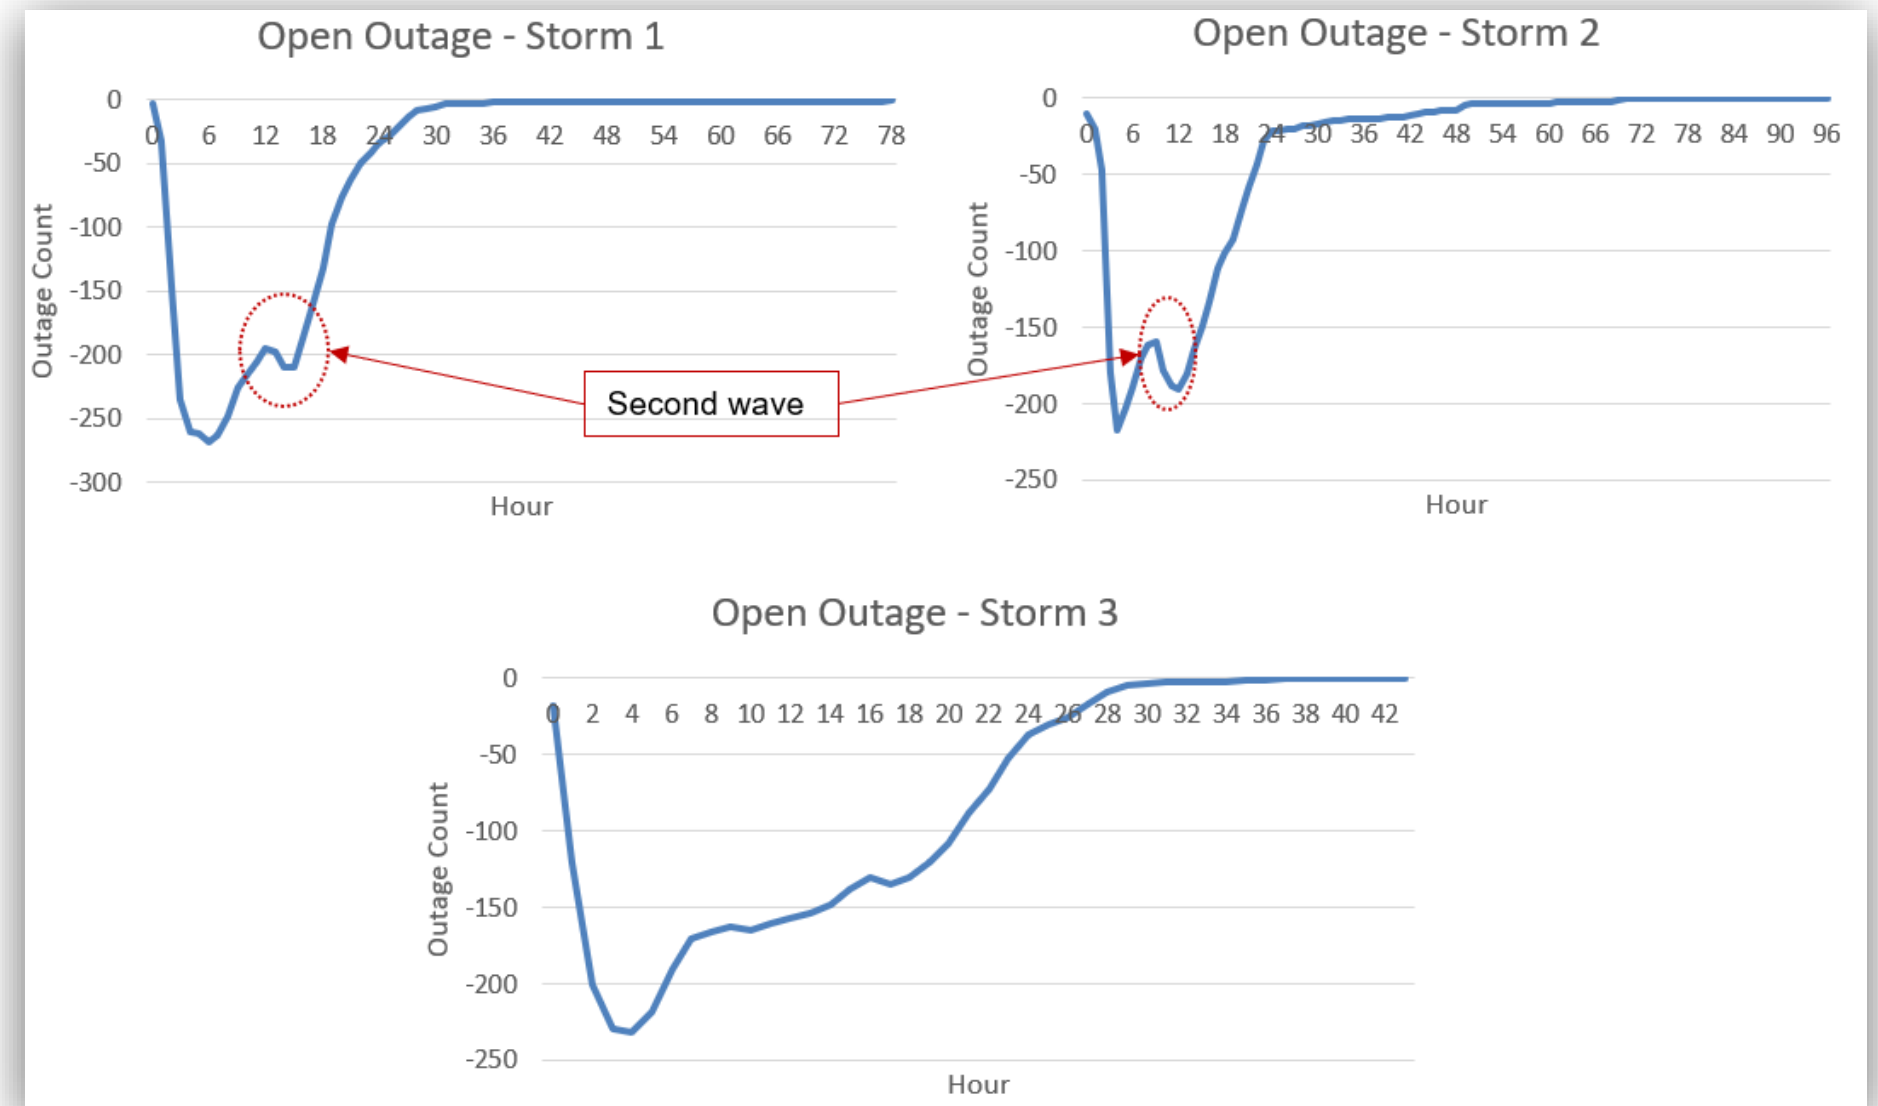 Open Outage - Storm 1
0
-50
-100
-150
-200
-250
-300
0 6 12 18 24 30 36 42 48 54 60 66 72 78
Outage Count
Hour
Open Outage - Storm 2
0
-50
-100
-150
-200
-250
0 6 12 18 24 30 36 42 48 54 60 66 72 78 84 90 96
Outage Count
Hour
Second wave
Open Outage - Storm 3
0
-50
-100
-150
-200
-250
0 2 4 6 8 10 12 14 16 18 20 22 24 26 28 30 32 34 36 38 40 42
Outage Count
Hour